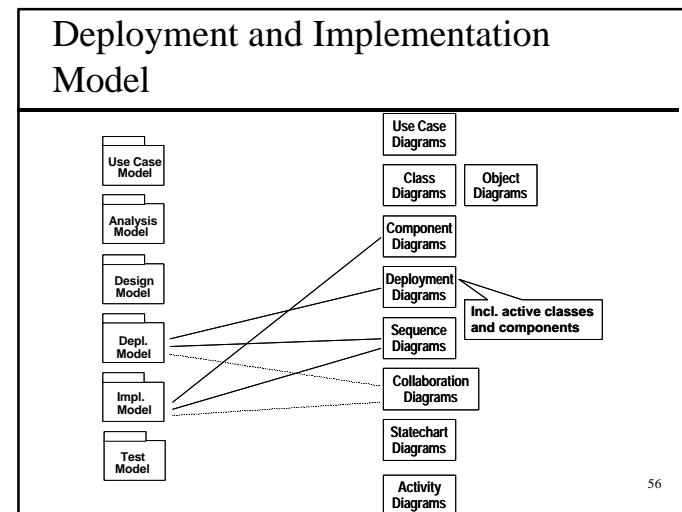 Deployment and Implementation
Model
Use Case
Model
Analysis
Model
Design
Model
Depl.
Model
Impl.
Model
Test
Model
Use Case
Diagrams
Class
Diagrams
Object
Diagrams
Component
Diagrams
Deployment
Diagrams
Incl. active classes
and components
Sequence
Diagrams
Collaboration
Diagrams
Statechart
Diagrams
Activity
Diagrams
56